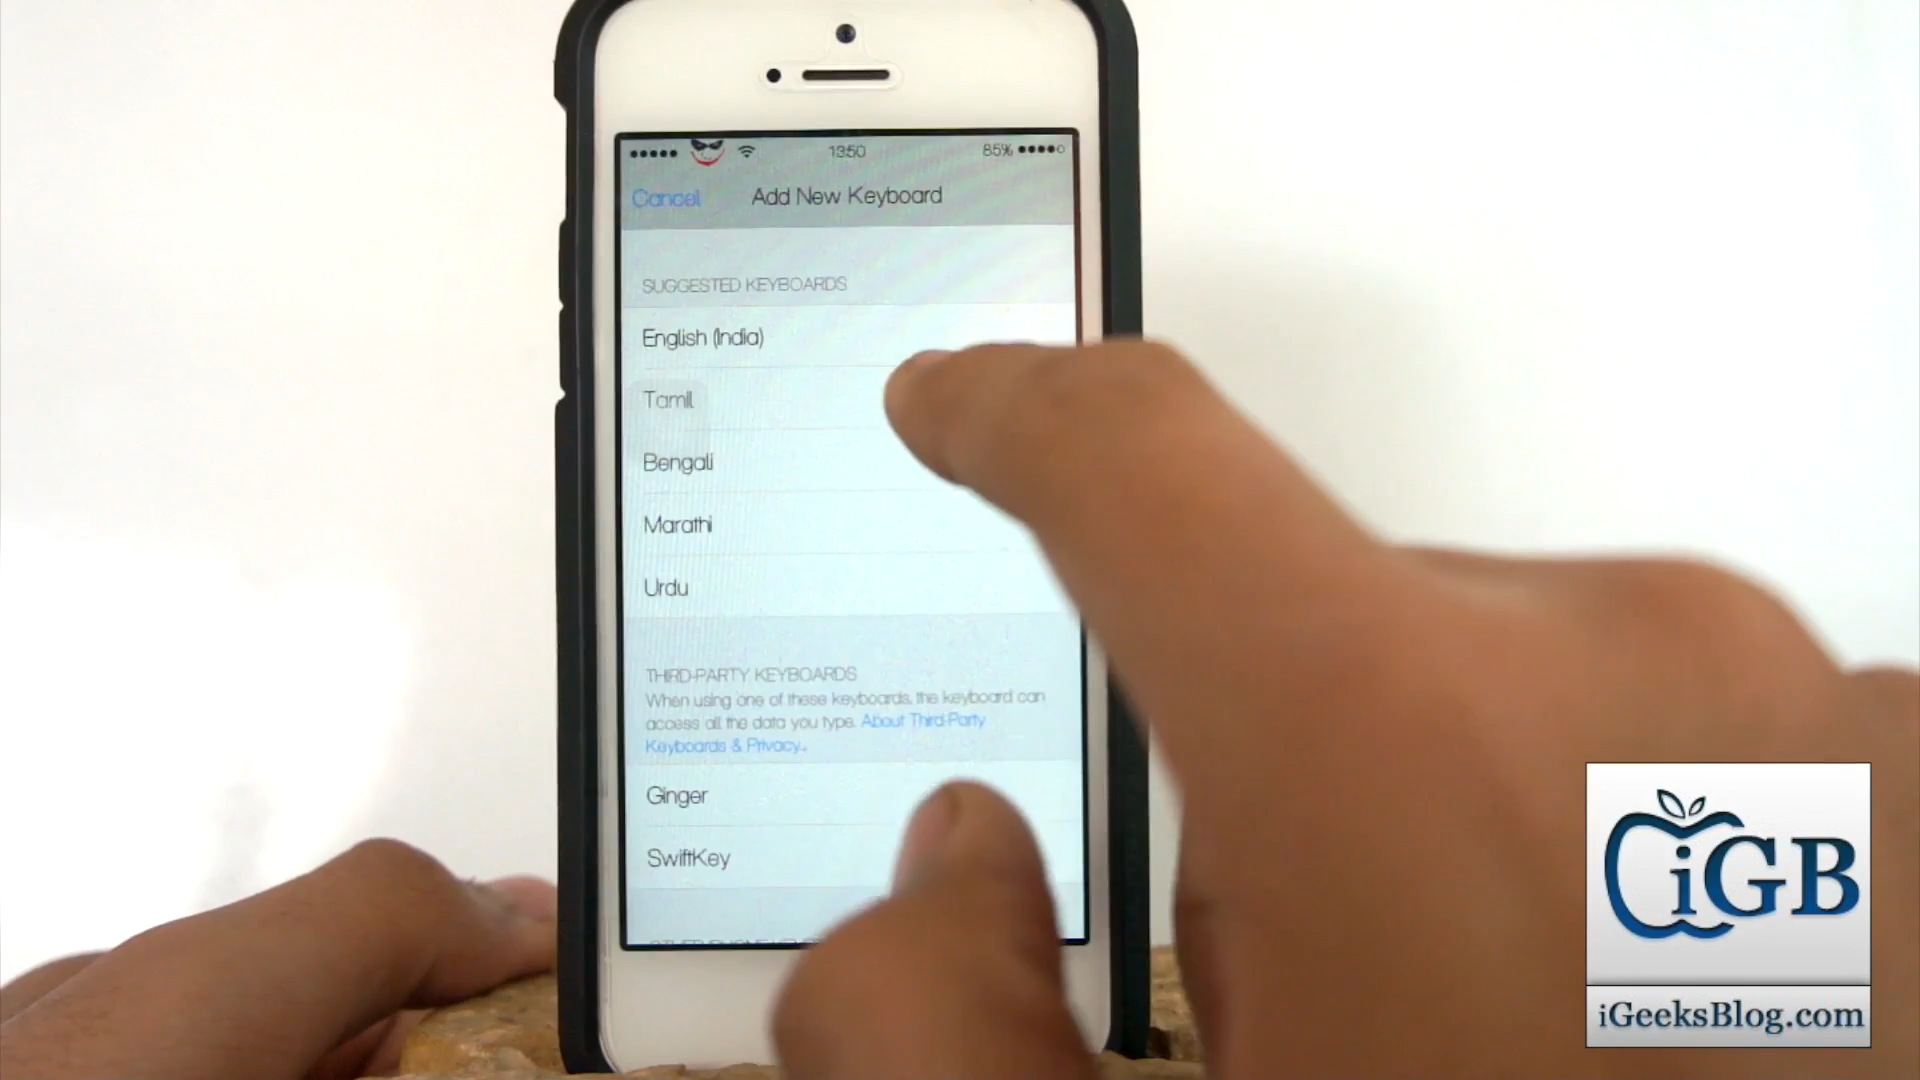 13:50
85%
Cancel
Add New Keyboard
SUGGESTED KEYBOARDS
English (India)
Tamil
Bengali
Marathi
Urdu
THIRD-PARTY KEYBOARDS
When using one of these keyboards, the keyboard can
access all the data you type. About Third-Party
Keyboards & Privacy...
Ginger
SwiftKey
iGB
iGeeksBlog.com